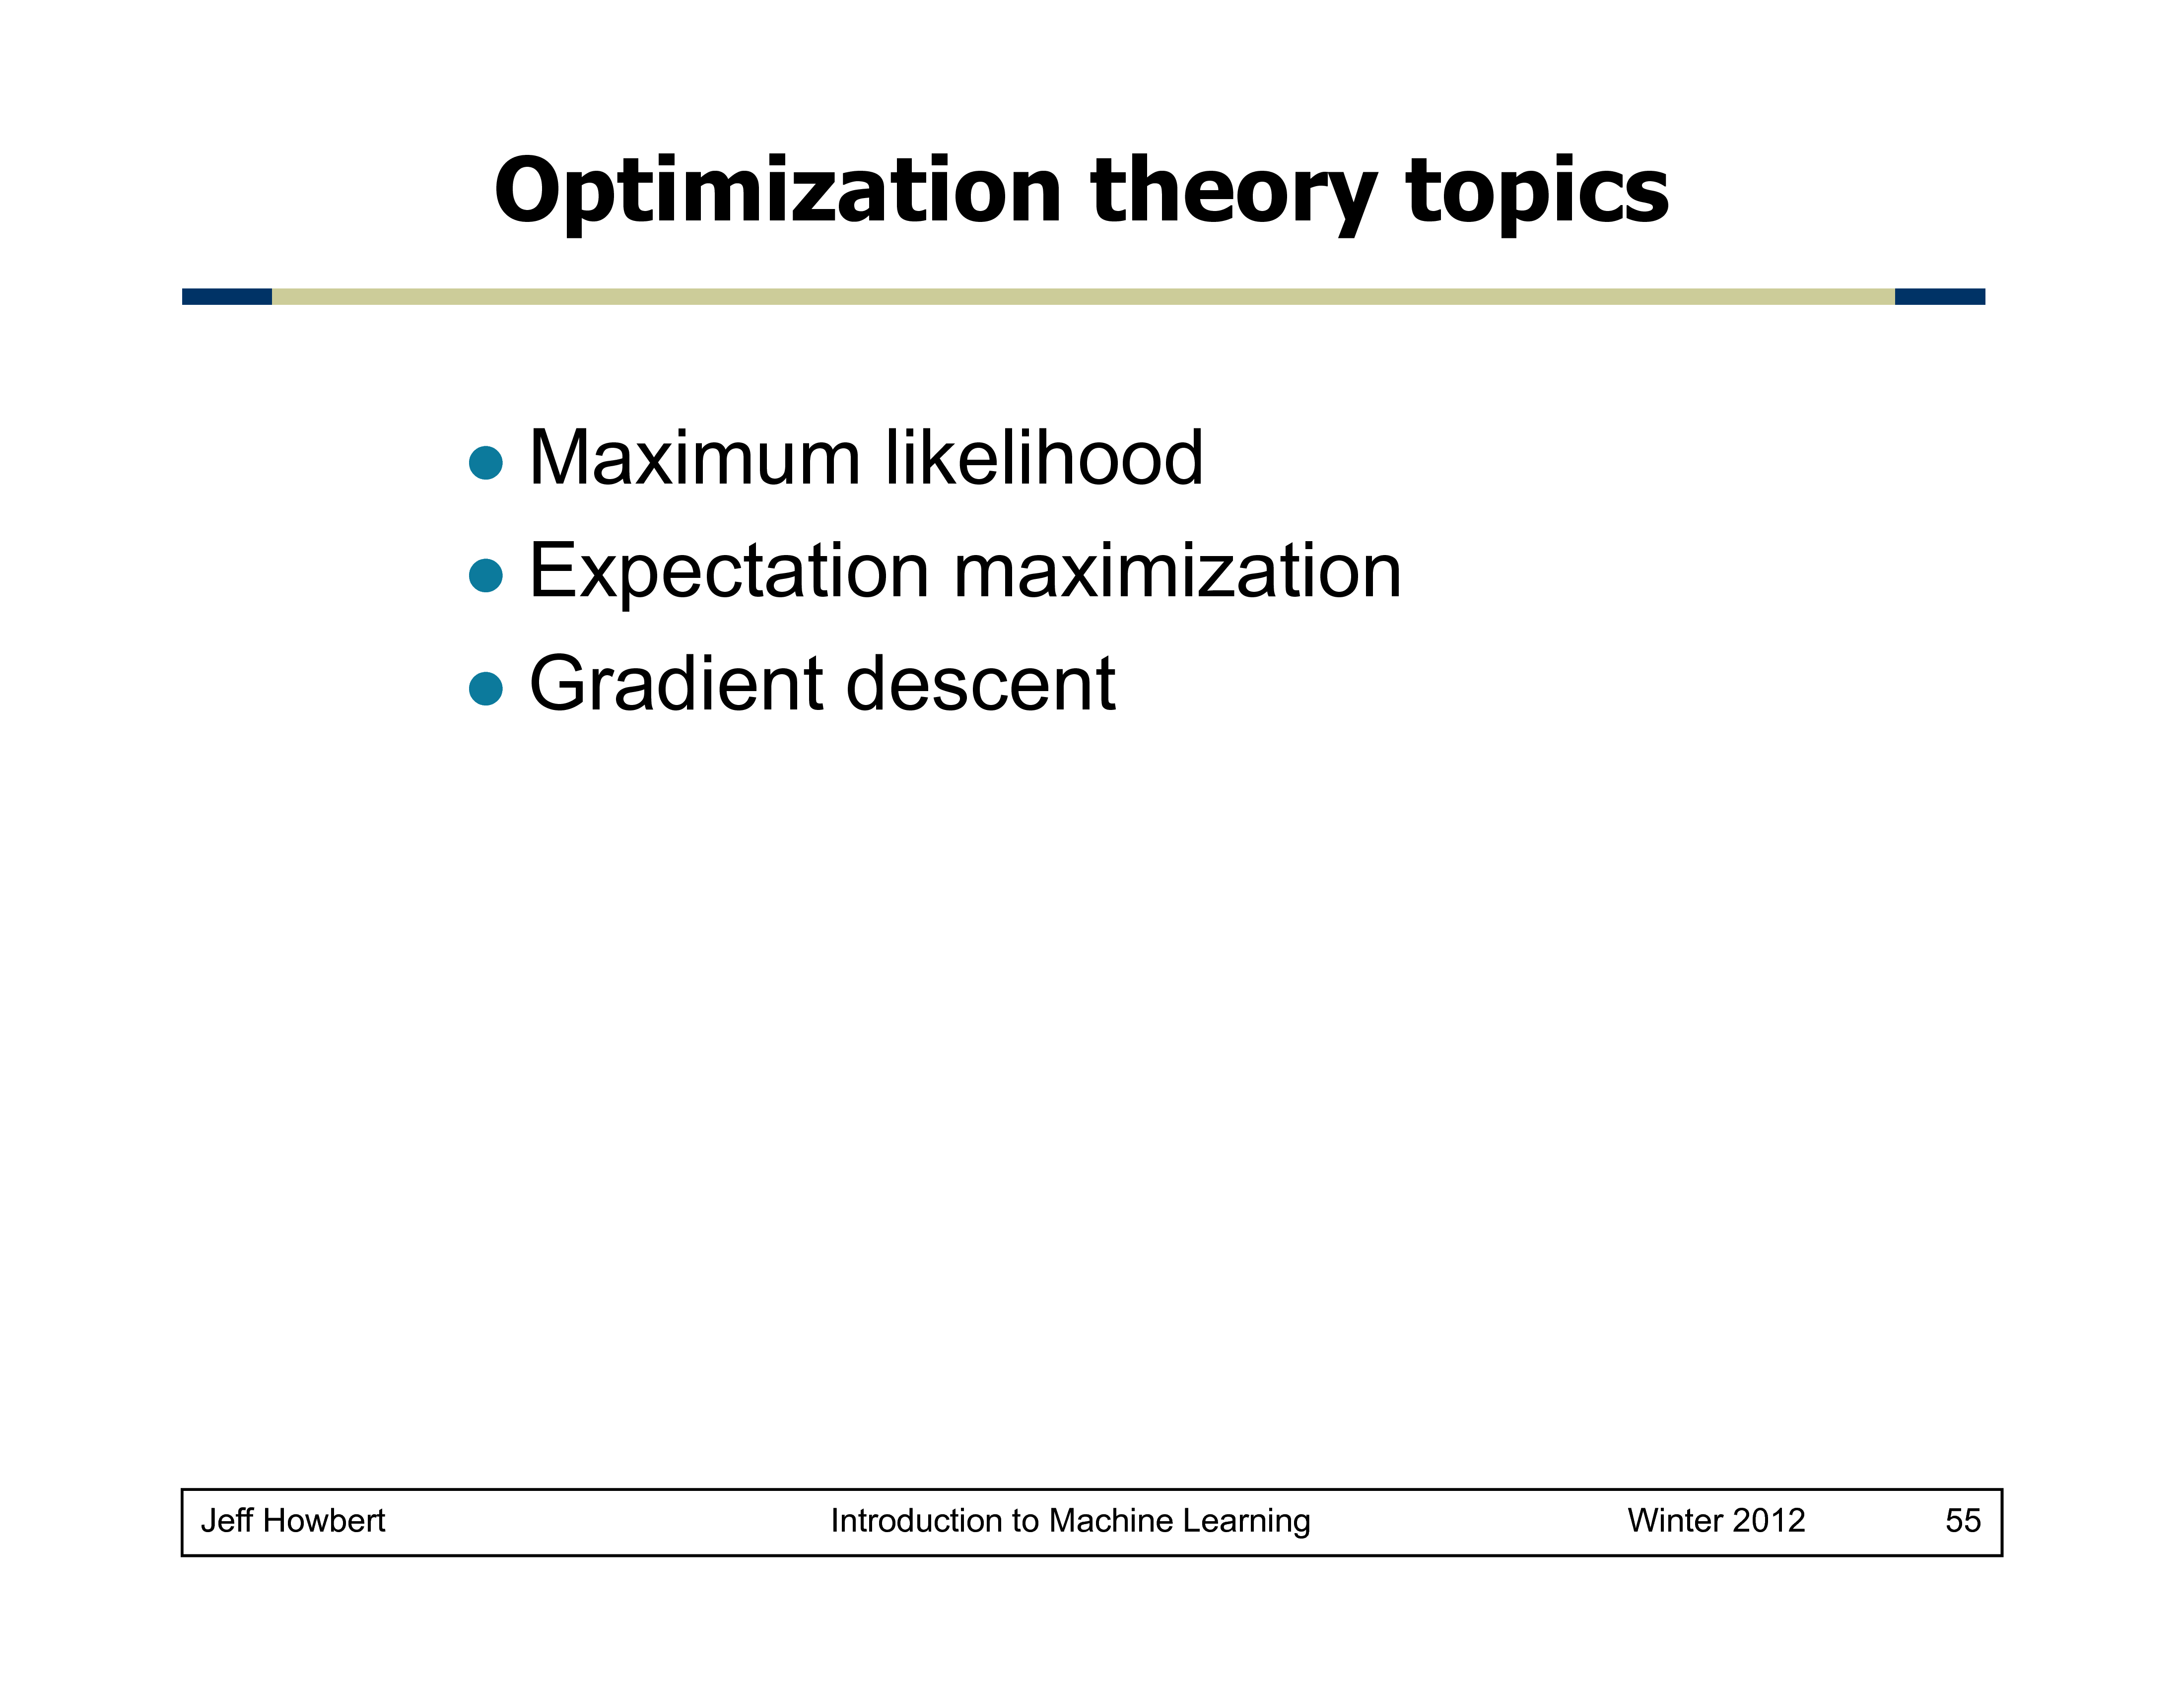 Optimization theory topics
Maximum likelihood
Expectation maximization
Gradient descent
Jeff Howbert Introduction to Machine Learning Winter 2012 55